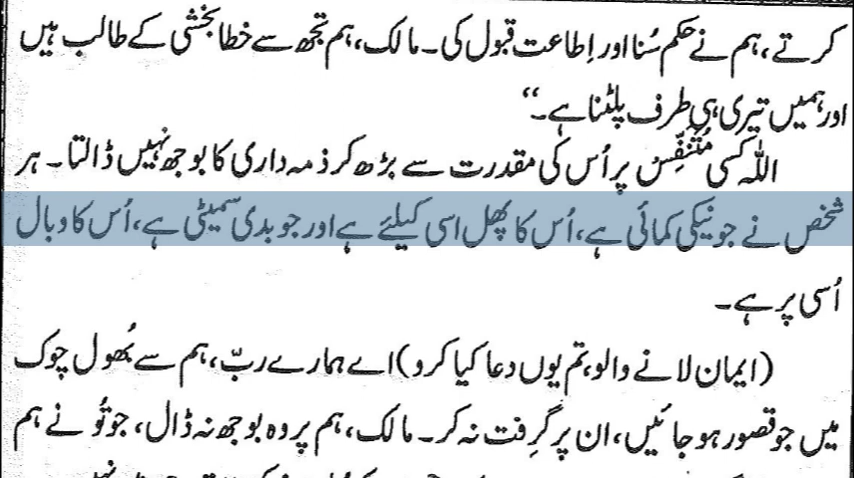 کرتے، ہم نے حکم سُنا اور اِطاعت قبول کی۔ مالک، ہم تجھ سے خطا بخشی کے طالب ہیں
اور ہمیں تیری ہی طرف پلٹنا ہے۔“
اللہ کسی مُتَنَفِّس پر اُس کی مقدرت سے بڑھ کر ذمہ داری کا بوجھ نہیں ڈالتا۔ ہر
شخص نے جو نیکی کمائی ہے، اُس کا پھل اسی کیلئے ہے اور جو بدی سمیٹی ہے، اُس کا وبال
اُسی پر ہے۔
(ایمان لانے والو، تم یوں دعا کیا کرو) اے ہمارے ربّ، ہم سے بُھول چوک
میں جو قصور ہو جائیں، ان پر گرِفت نہ کر۔ مالک، ہم پر وہ بوجھ نہ ڈال، جو تُو نے ہم